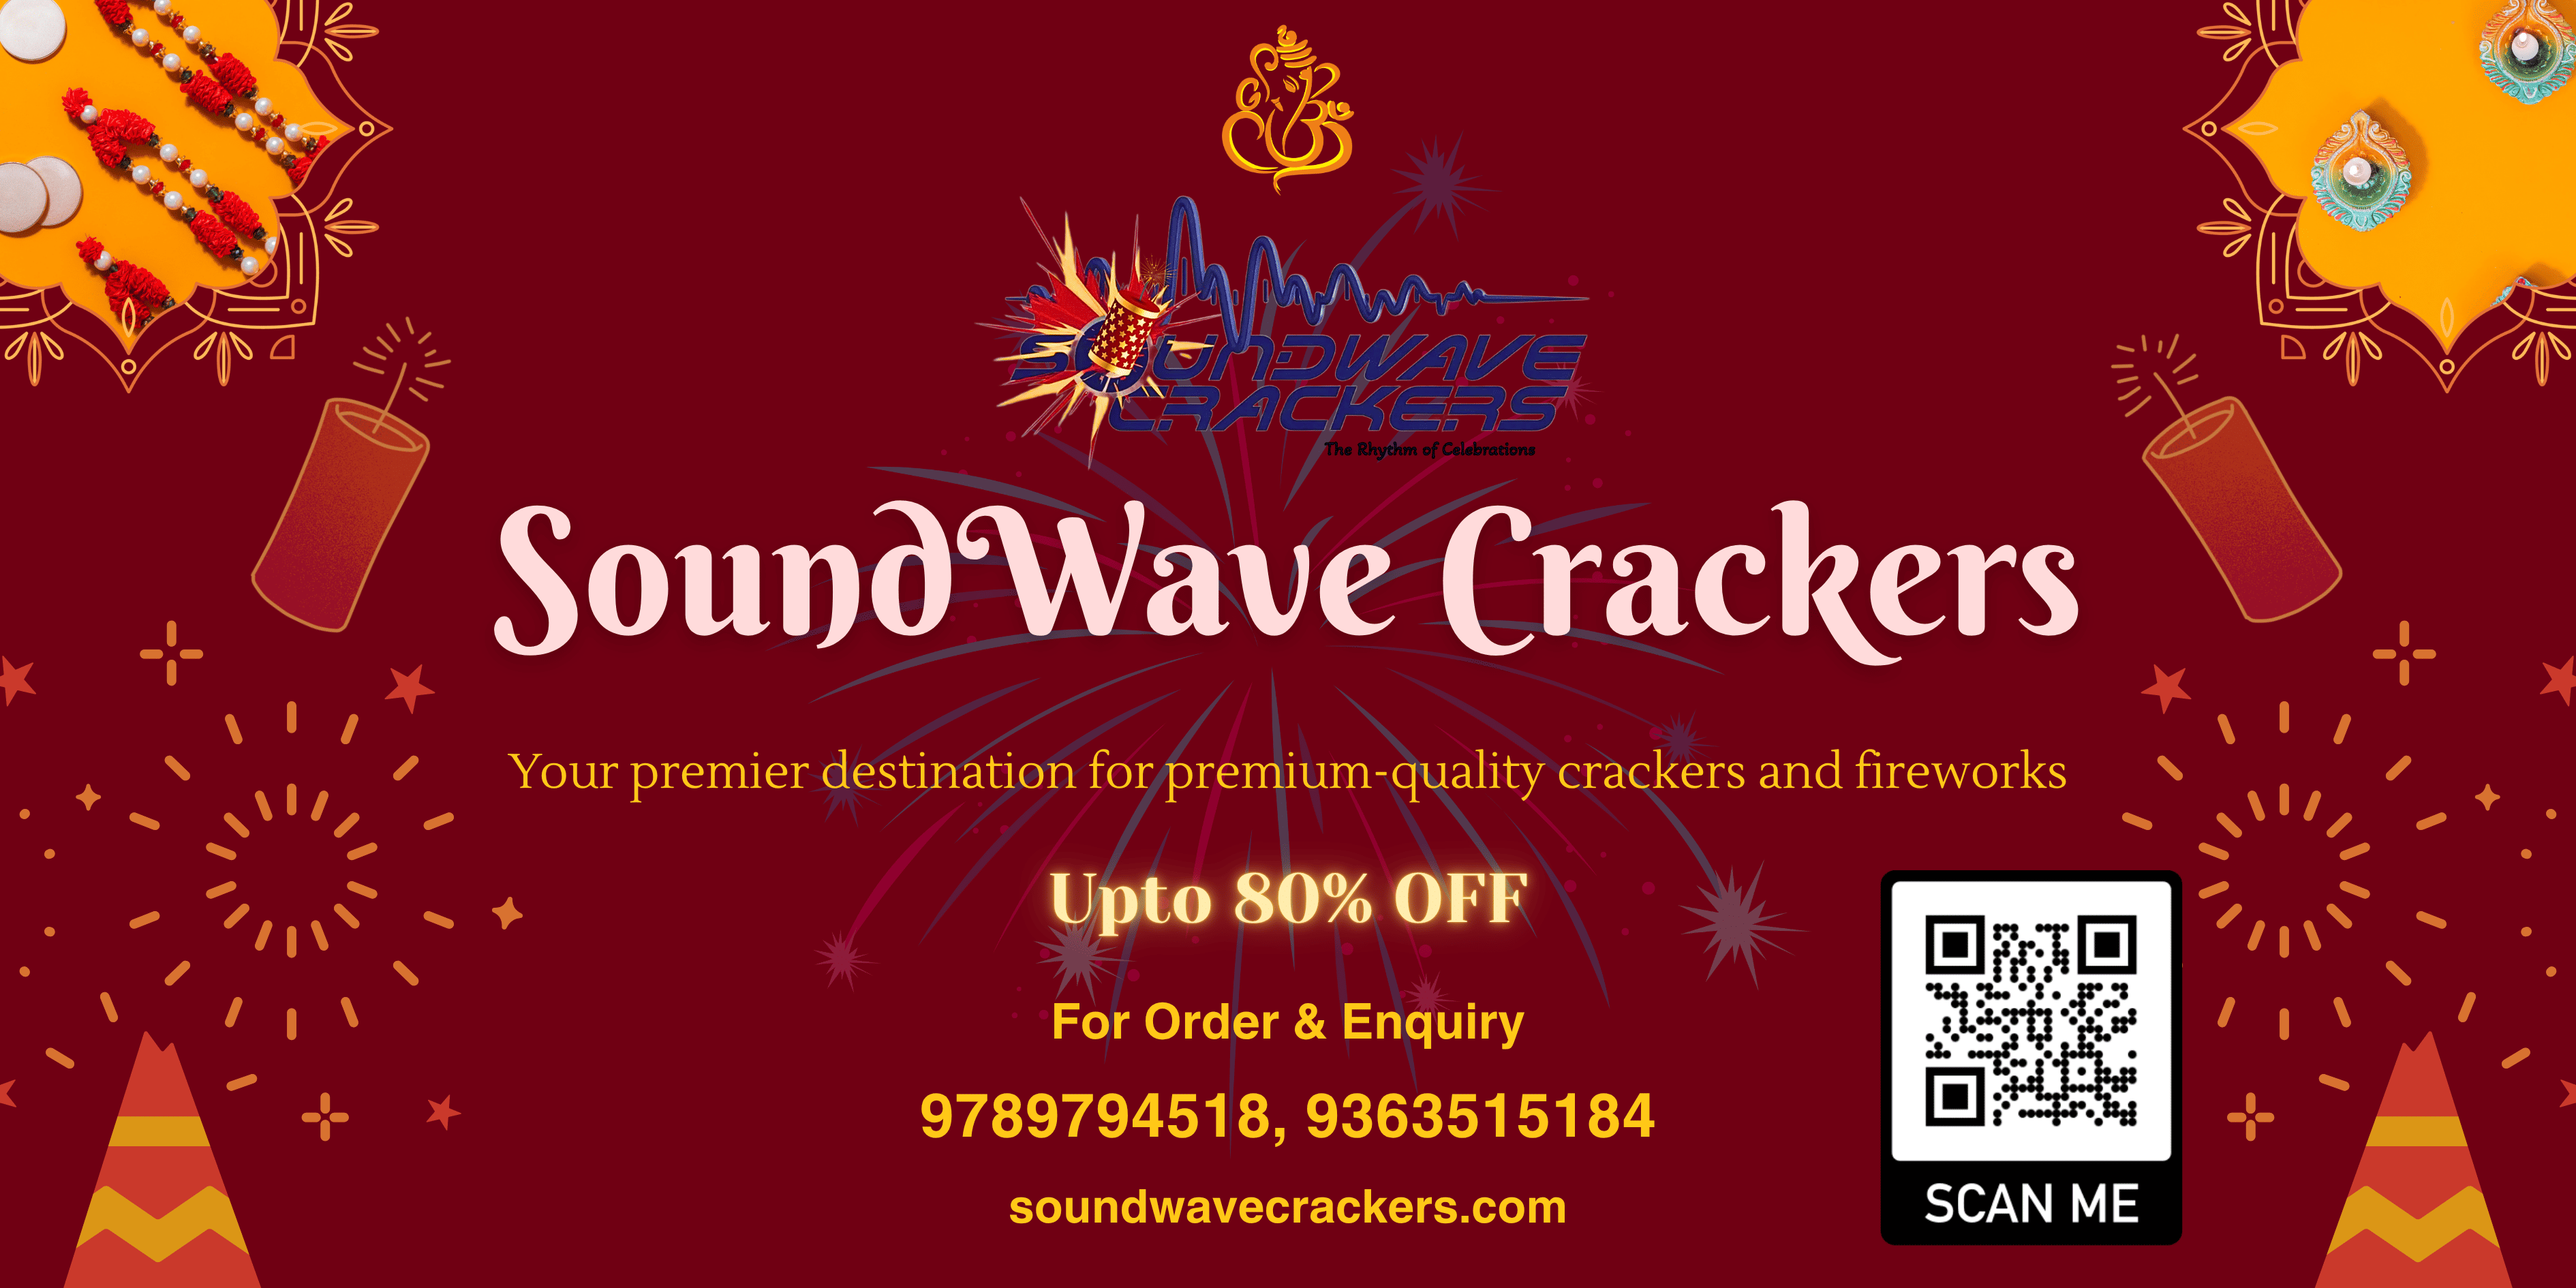 SOUNDWAVE
CRACKERS
The Rhythm of Celebrations
SoundWave Crackers
Your premier destination for premium-quality crackers and fireworks
Upto 80% OFF
For Order & Enquiry
9789794518, 9363515184
soundwavecrackers.com
SCAN ME